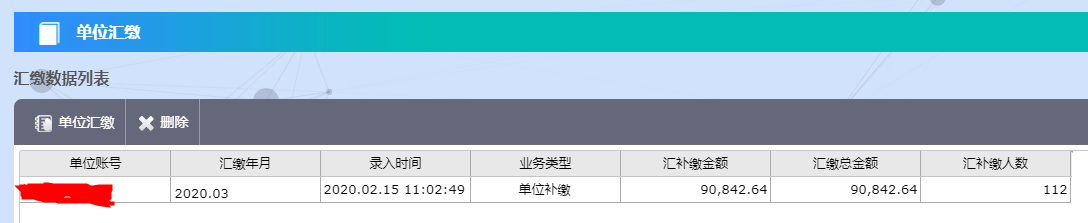 单位汇缴
汇缴数据列表
单位汇缴 删除
单位账号 汇缴年月 录入时间 业务类型 汇补缴金额 汇缴总金额 汇补缴人数
2020.03 2020.02.15 11:02:49 单位补缴 90,842.64 90,842.64 112